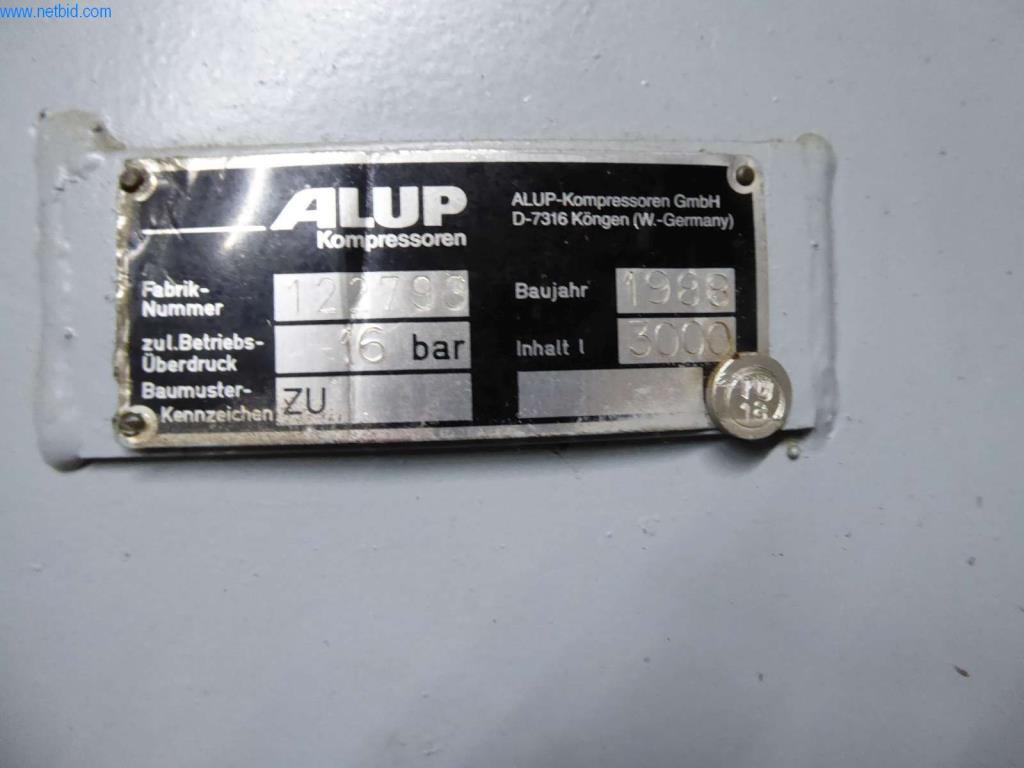 www.netbid.com
ALUP
Kompressoren
ALUP-Kompressoren GmbH
D-7316 Köngen (W.-Germany)
Fabrik-
Nummer
122793
Baujahr
1988
zul.Betriebs-
Überdruck
16 bar
Inhalt l
3000
Baumuster-
Kennzeichen
ZU